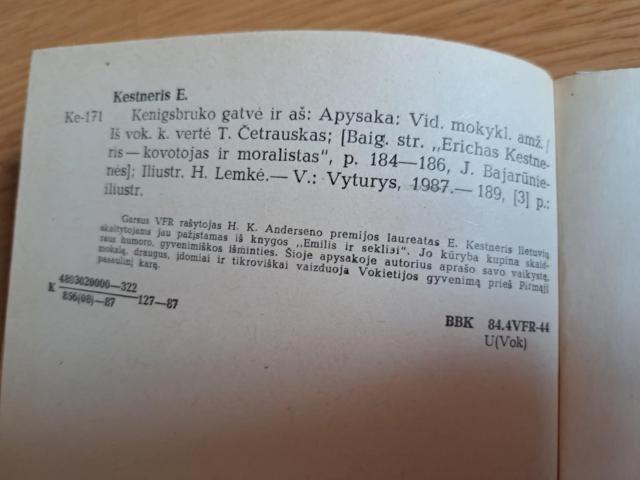 Kestneris E.
Ke-171 Kenigsbruko gatvė ir aš: Apysaka: Vid. mokykl. amž. /
Iš vok. k. vertė T. Četrauskas; [Baig. str. „Erichas Kestne-
ris — kovotojas ir moralistas“, p. 184—186, J. Bajarūnie-
nės]; Iliustr. H. Lemkė.— V.: Vyturys, 1987.— 189, [3] p.:
iliustr.
Garsus VFR rašytojas H. K. Anderseno premijos laureatas E. Kestneris lietuvių
skaitytojams jau pažįstamas iš knygos „Emilis ir sekliai“. Jo kūryba kupina skaid-
raus humoro, gyvenimiškos išminties. Šioje apysakoje autorius aprašo savo vaikystę,
mokslą, draugus, įdomiai ir tikroviškai vaizduoja Vokietijos gyvenimą prieš Pirmąjį
pasaulinį karą.
4803020000—322
K 127—87
856(08)—87
BBK 84.4VFR-44
U(Vok)